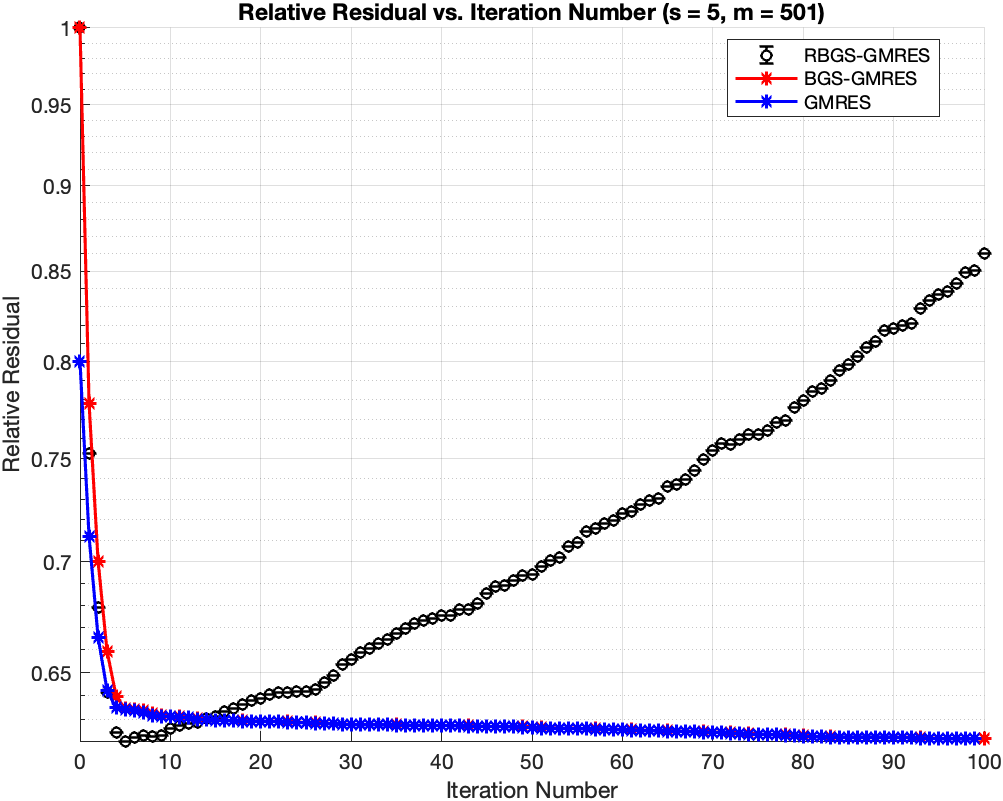 Relative Residual vs. Iteration Number (s = 5, m = 501)
RBGS-GMRES
BGS-GMRES
GMRES
Relative Residual
1
0.95
0.9
0.85
0.8
0.75
0.7
0.65
0 10 20 30 40 50 60 70 80 90 100
Iteration Number